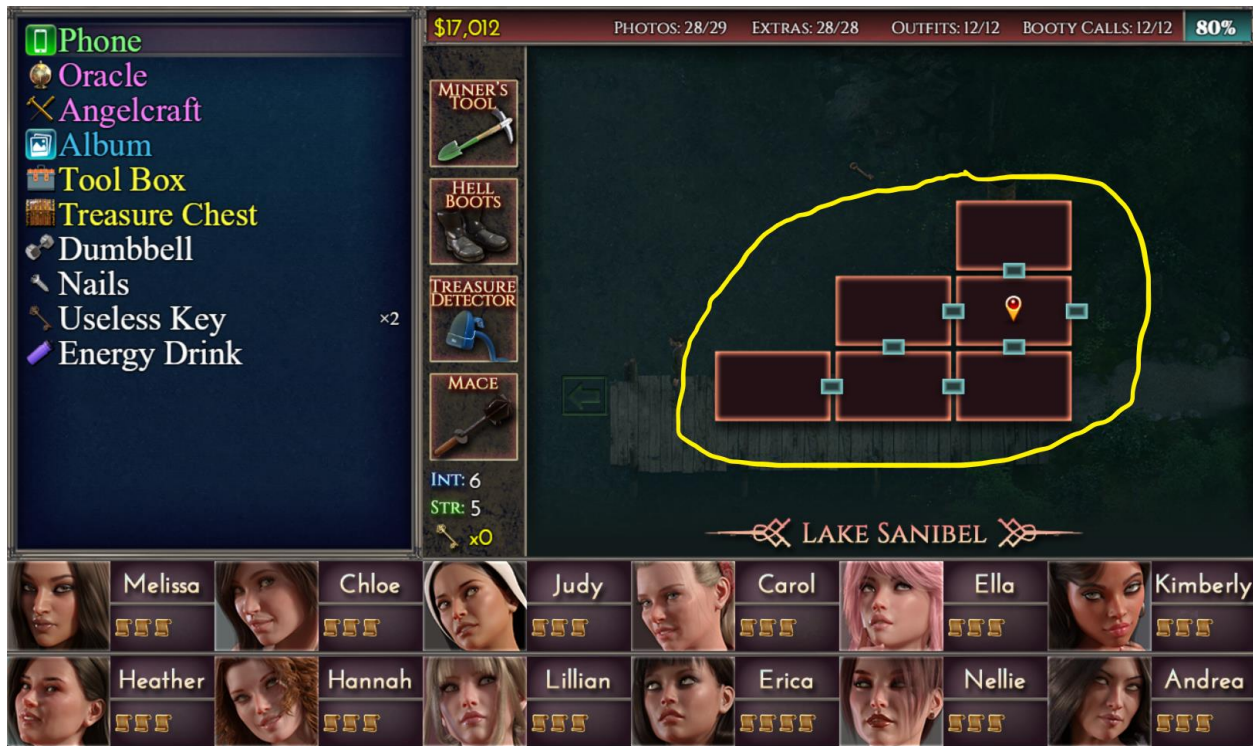 $17,012 PHOTOS: 28/29 EXTRAS: 28/28 OUTFITS: 12/12 BOOTY CALLS: 12/12 80%
Phone
Oracle
Angelcraft
Album
Tool Box
Treasure Chest
Dumbbell
Nails
Useless Key ×2
Energy Drink
MINER'S
TOOL
HELL
BOOTS
TREASURE
DETECTOR
MACE
INT: 6
STR: 5
x0
LAKE SANIBEL
Melissa Chloe Judy Carol Ella Kimberly
Heather Hannah Lillian Erica Nellie Andrea